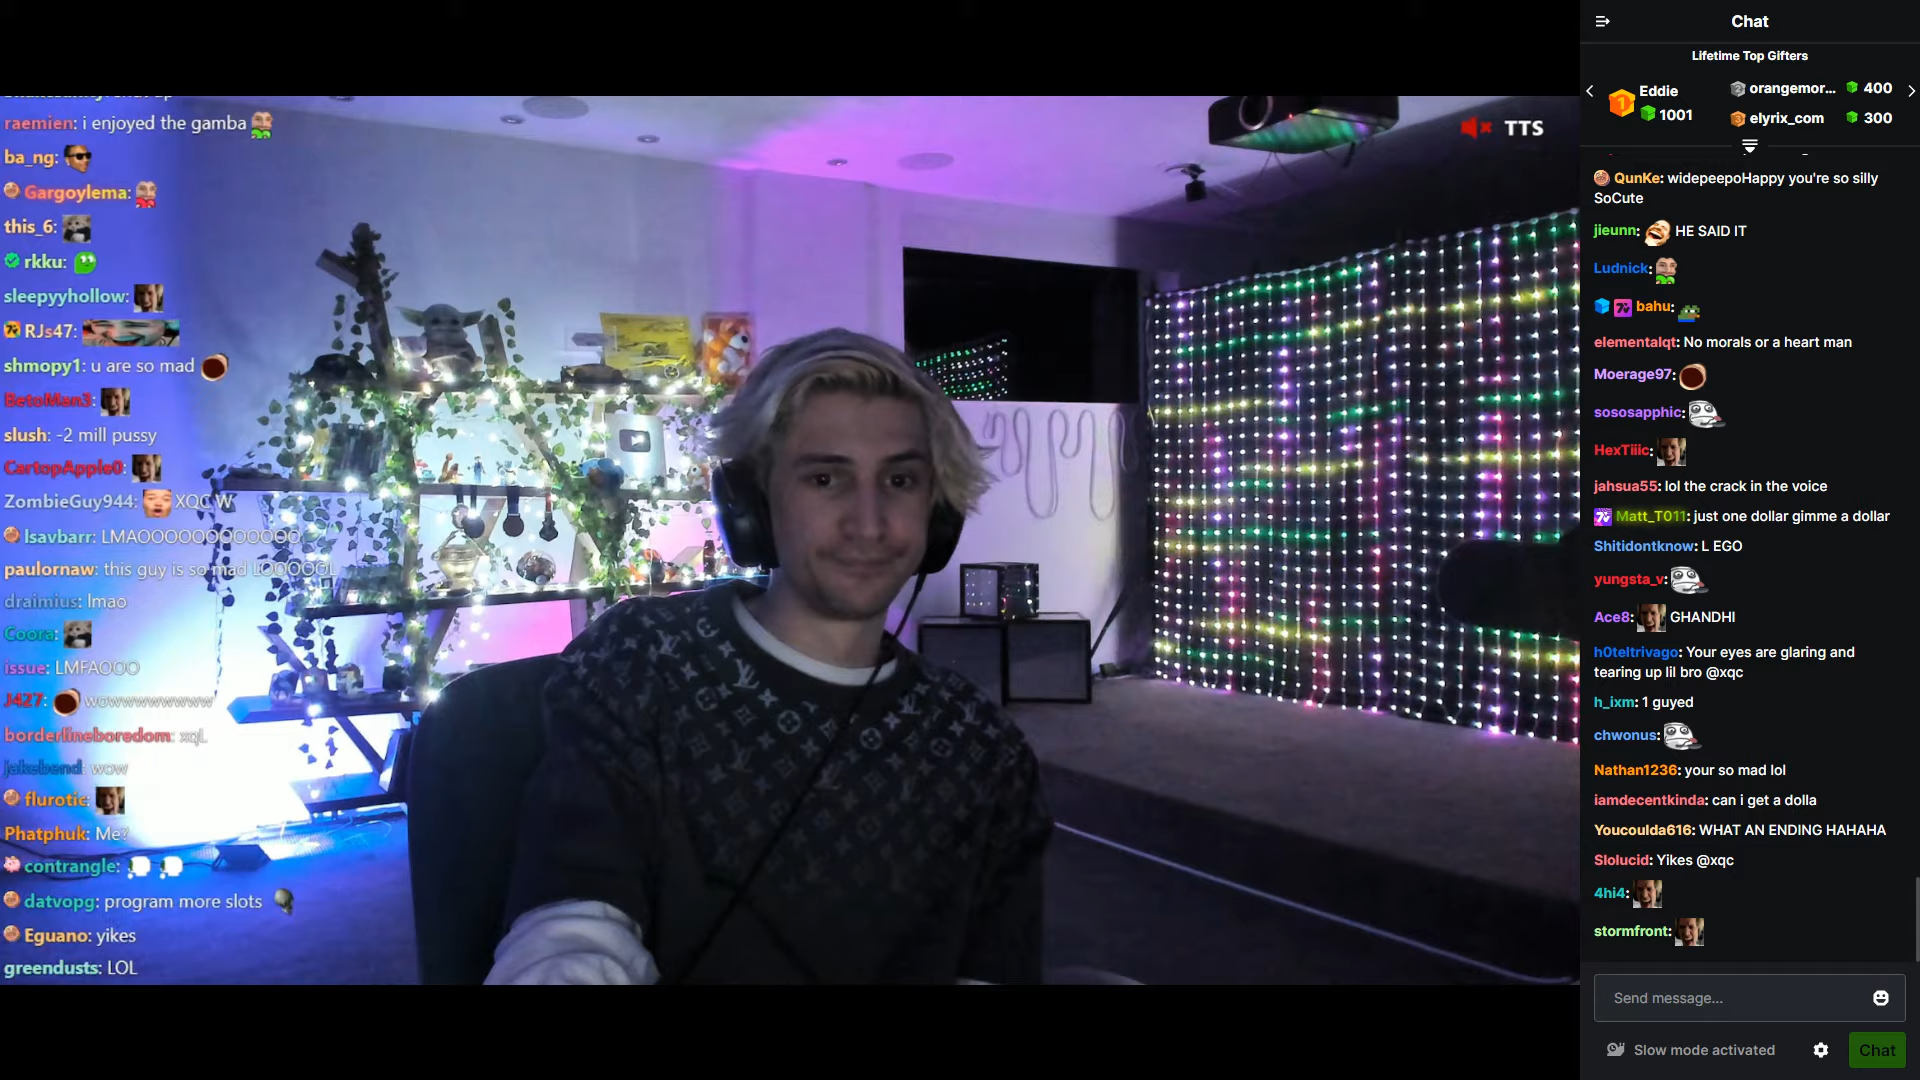 raemien: i enjoyed the gamba
ba_ng:
Gargoylema:
this_6:
rkku:
sleepyyhollow:
RJs47:
shmopy1: u are so mad
BetoMan3:
slush: -2 mill pussy
CartopApple0:
ZombieGuy944: XQC W
lsavbarr: LMAOOOOOOOOOOO
paulornaw: this guy is so mad LOOOOOL
draimius: lmao
Coora:
issue: LMFAOOO
J427: wowwwwwwwww
borderlineboredom: xqL
jakebend: wow
flurotic:
Phatphuk: Me?
contrangle:
datvopg: program more slots
Eguano: yikes
greendusts: LOL
TTS
Chat
Lifetime Top Gifters
Eddie
1001
orangemor... 400
elyrix_com 300
QunKe: widepeepoHappy you're so silly
SoCute
jieunn: HE SAID IT
Ludnick:
bahu:
elementalqt: No morals or a heart man
Moerage97:
sososapphic:
HexTiiic:
jahsua55: lol the crack in the voice
Matt_T011: just one dollar gimme a dollar
Shitidontknow: L EGO
yungsta_v:
Ace8: GHANDHI
h0teltrivago: Your eyes are glaring and
tearing up lil bro @xqc
h_ixm: 1 guyed
chwonus:
Nathan1236: your so mad lol
iamdecentkinda: can i get a dolla
Youcoulda616: WHAT AN ENDING HAHAHA
Slolucid: Yikes @xqc
4hi4:
stormfront:
Send message...
Slow mode activated
Chat